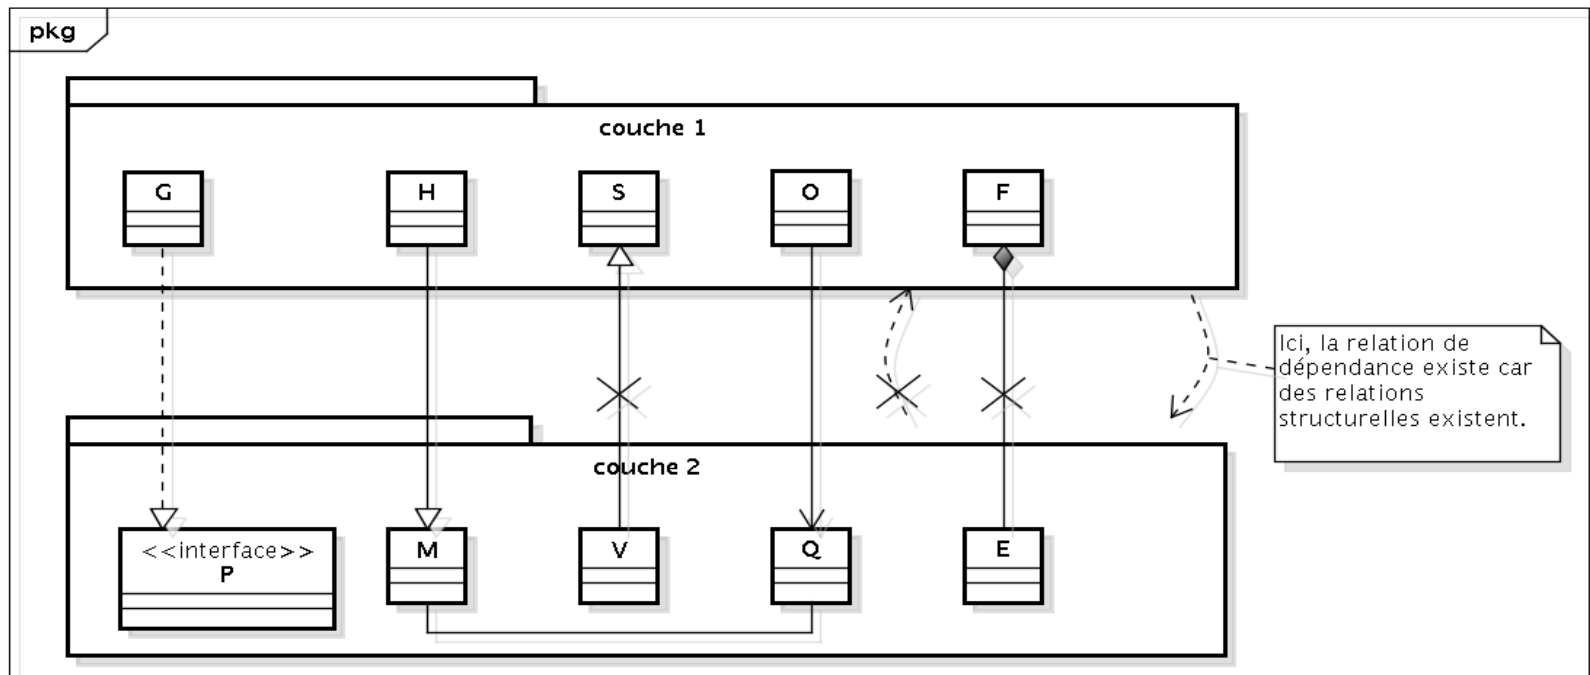 pkg
couche 1
G
H
S
O
F
Ici, la relation de
dépendance existe car
des relations
structurelles existent.
couche 2
<<interface>>
P
M
V
Q
E